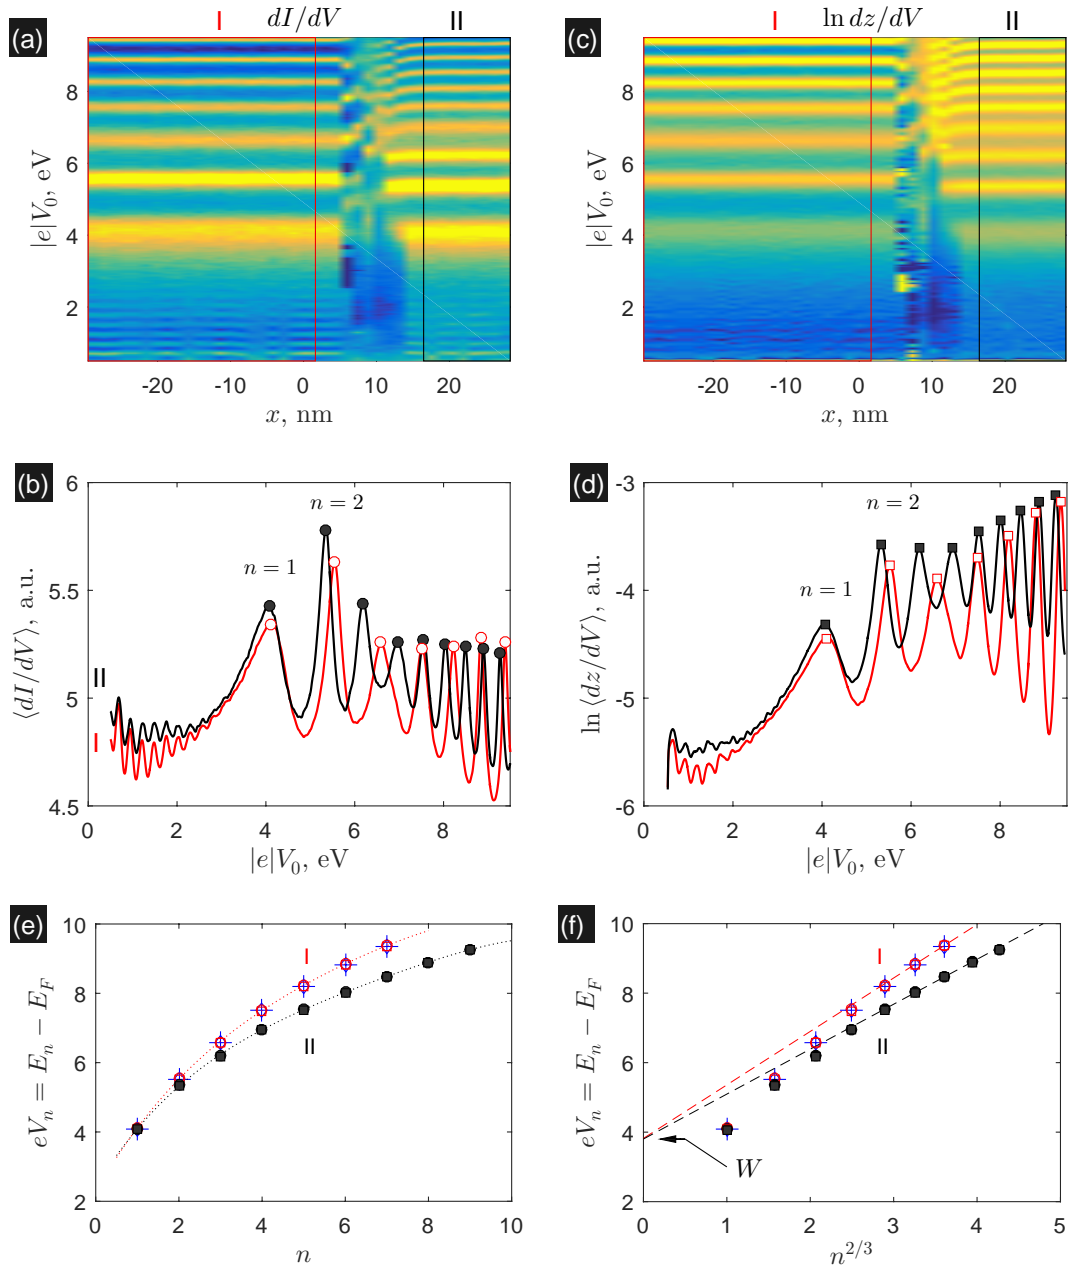 (a) I dI/dV II
|e|V₀, eV
8
6
4
2
-20 -10 0 10 20
x, nm
(c) I ln dz/dV II
|e|V₀, eV
8
6
4
2
-20 -10 0 10 20
x, nm
(b)
⟨dI/dV⟩, a.u.
6
5.5
5
4.5
n = 2
n = 1
II
I
0 2 4 6 8
|e|V₀, eV
(d)
ln ⟨dz/dV⟩, a.u.
-3
-4
-5
-6
n = 2
n = 1
0 2 4 6 8
|e|V₀, eV
(e)
eVₙ = Eₙ − E_F
10
8
6
4
2
I
II
0 2 4 6 8 10
n
(f)
eVₙ = Eₙ − E_F
10
8
6
4
2
I
II
W
0 1 2 3 4 5
n^{2/3}